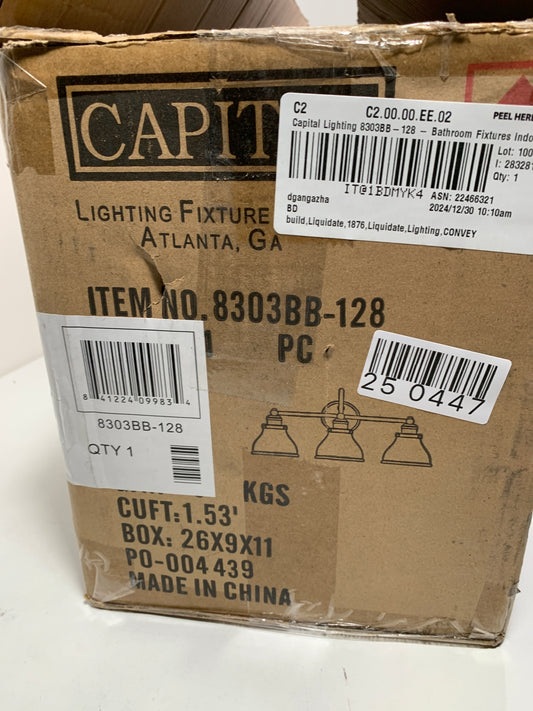 CAPIT
LIGHTING FIXTURE
ATLANTA, GA
C2 C2.00.00.EE.02 PEEL HERE
Capital Lighting 8303BB-128 - Bathroom Fixtures Indo
Lot: 100
I: 28328
Qty: 1
IT@1BDMYK4 ASN: 22466321
dgangazha 2024/12/30 10:10am
BD
build,Liquidate,1876,Liquidate,Lighting,CONVEY
ITEM NO. 8303BB-128
1 PC
8 41224 09983 4
8303BB-128
QTY 1
25 0447
KGS
CUFT:1.53'
BOX: 26X9X11
PO-004439
MADE IN CHINA